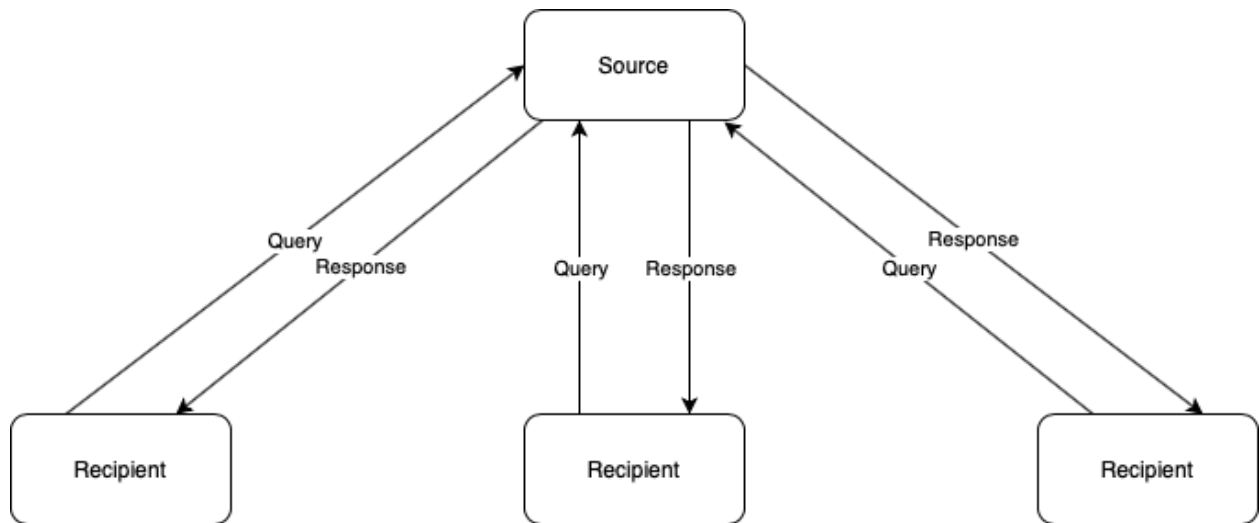 Source
Query
Response
Query
Response
Query
Response
Recipient
Recipient
Recipient